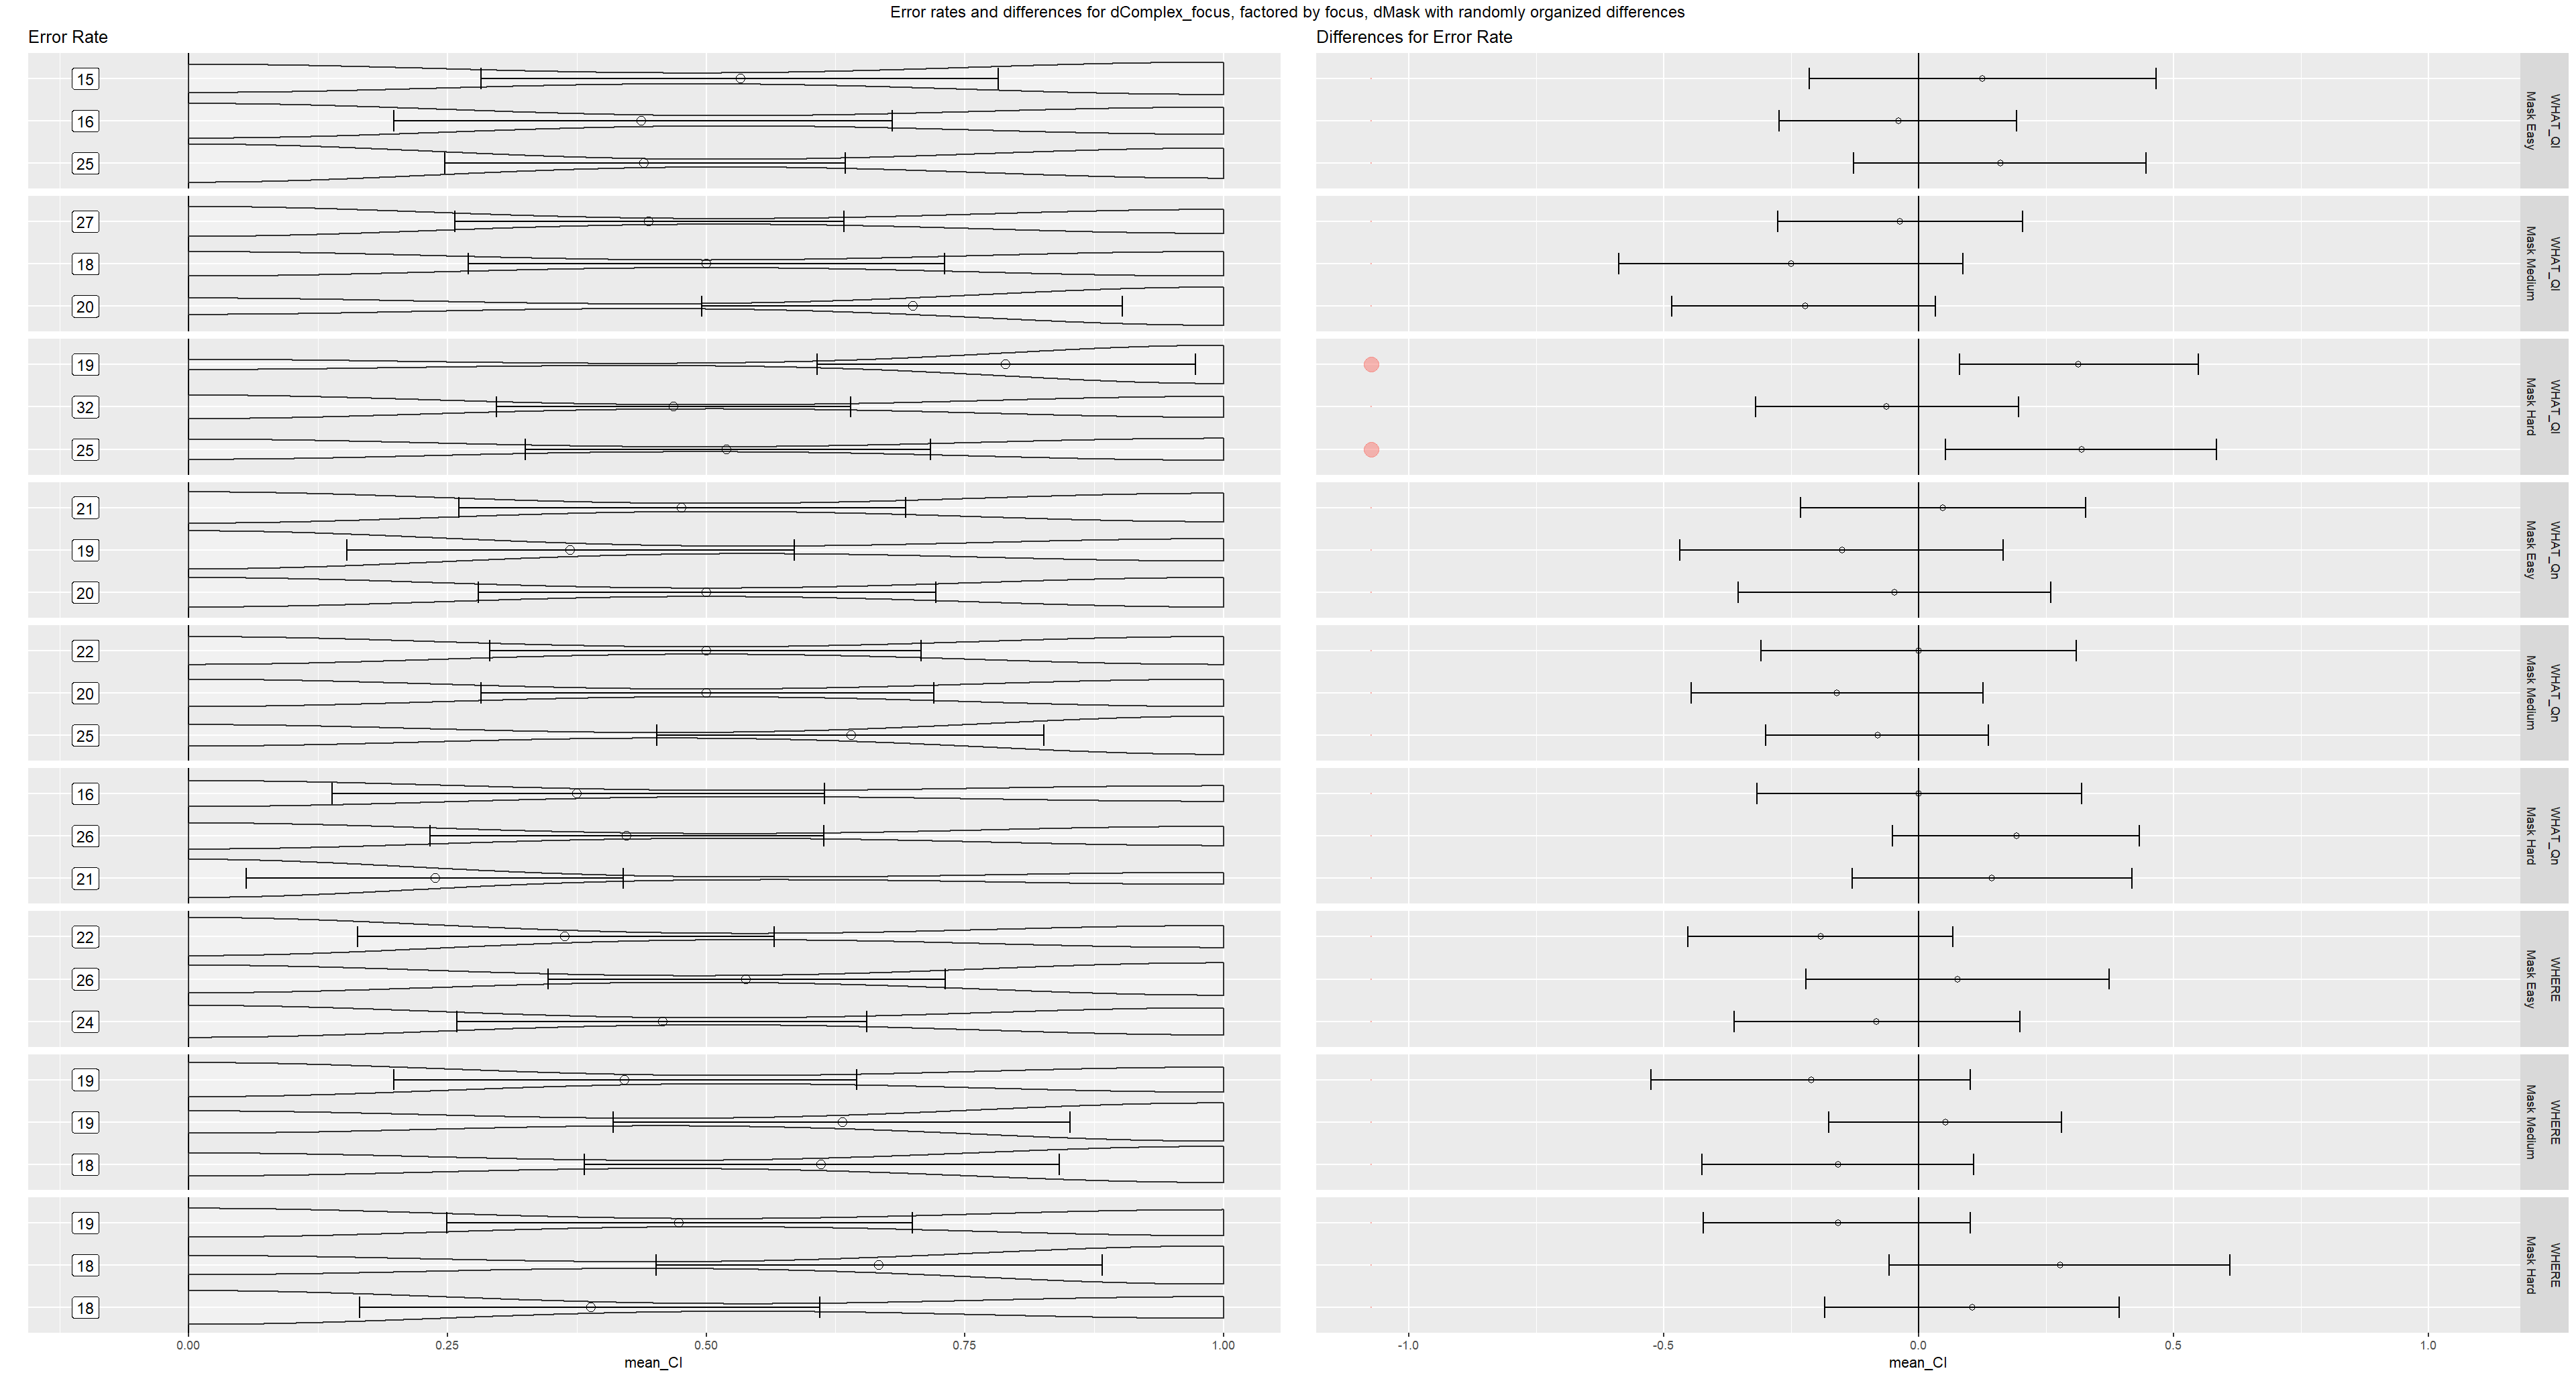 Error rates and differences for dComplex_focus, factored by focus, dMask with randomly organized differences
Error Rate
Differences for Error Rate
15
16
25
WHAT_Ql
Mask Easy
27
18
20
WHAT_Ql
Mask Medium
19
32
25
WHAT_Ql
Mask Hard
21
19
20
WHAT_Qn
Mask Easy
22
20
25
WHAT_Qn
Mask Medium
16
26
21
WHAT_Qn
Mask Hard
22
26
24
WHERE
Mask Easy
19
19
18
WHERE
Mask Medium
19
18
18
WHERE
Mask Hard
0.00 0.25 0.50 0.75 1.00
mean_CI
-1.0 -0.5 0.0 0.5 1.0
mean_CI